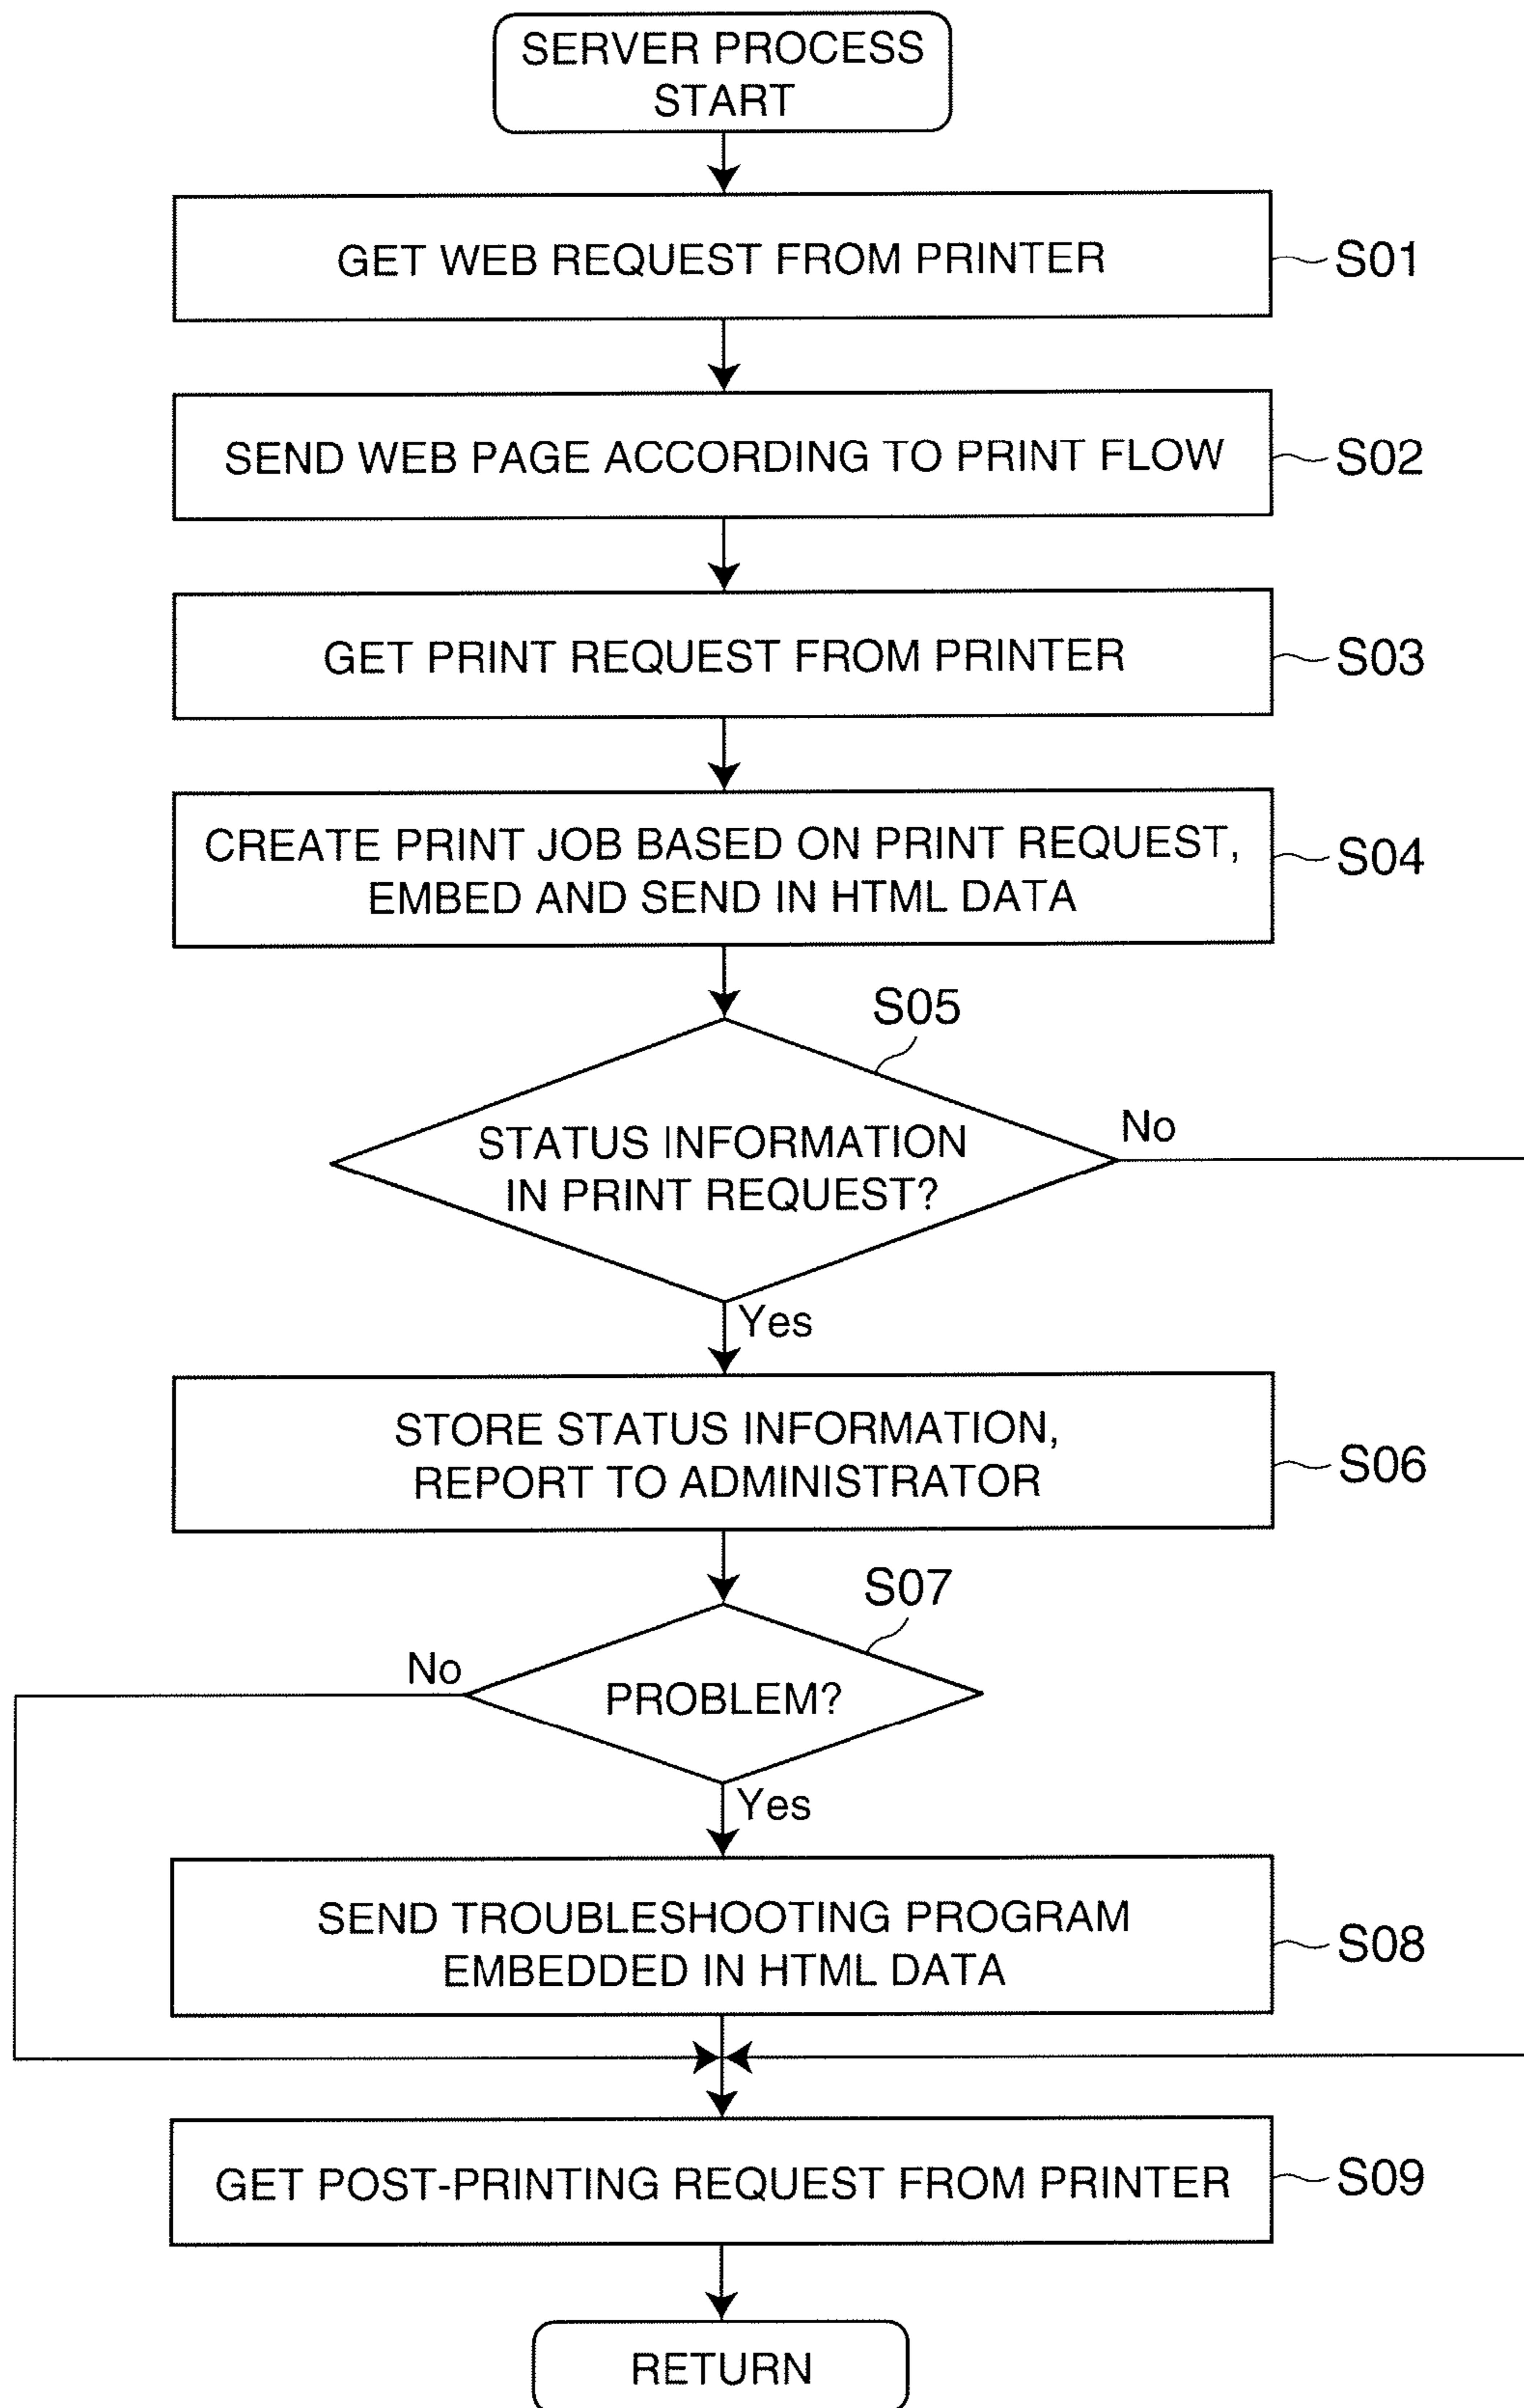 SERVER PROCESS
START
GET WEB REQUEST FROM PRINTER
S01
SEND WEB PAGE ACCORDING TO PRINT FLOW
S02
GET PRINT REQUEST FROM PRINTER
S03
CREATE PRINT JOB BASED ON PRINT REQUEST,
EMBED AND SEND IN HTML DATA
S04
S05
STATUS INFORMATION
IN PRINT REQUEST?
No
Yes
STORE STATUS INFORMATION,
REPORT TO ADMINISTRATOR
S06
S07
No
PROBLEM?
Yes
SEND TROUBLESHOOTING PROGRAM
EMBEDDED IN HTML DATA
S08
GET POST-PRINTING REQUEST FROM PRINTER
S09
RETURN